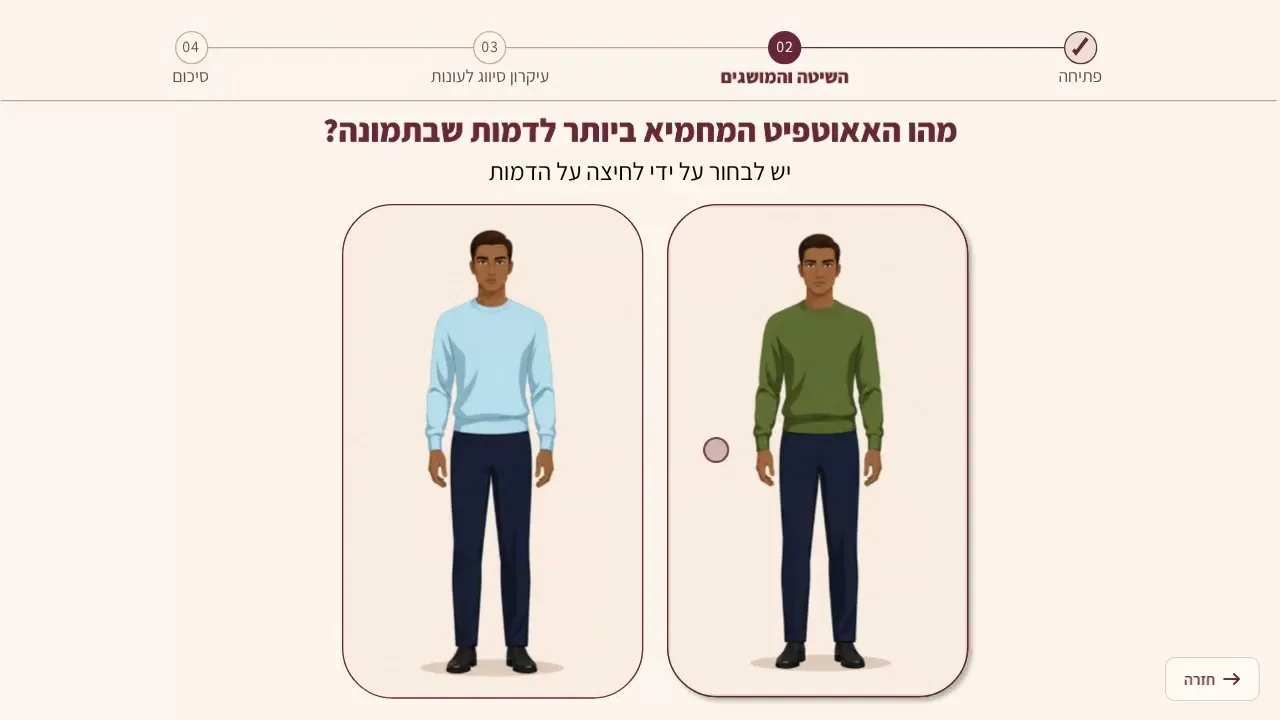 פתיחה
02
השיטה והמושגים
03
עיקרון סיווג לעונות
04
סיכום
מהו האאוטפיט המחמיא ביותר לדמות שבתמונה?
יש לבחור על ידי לחיצה על הדמות
חזרה